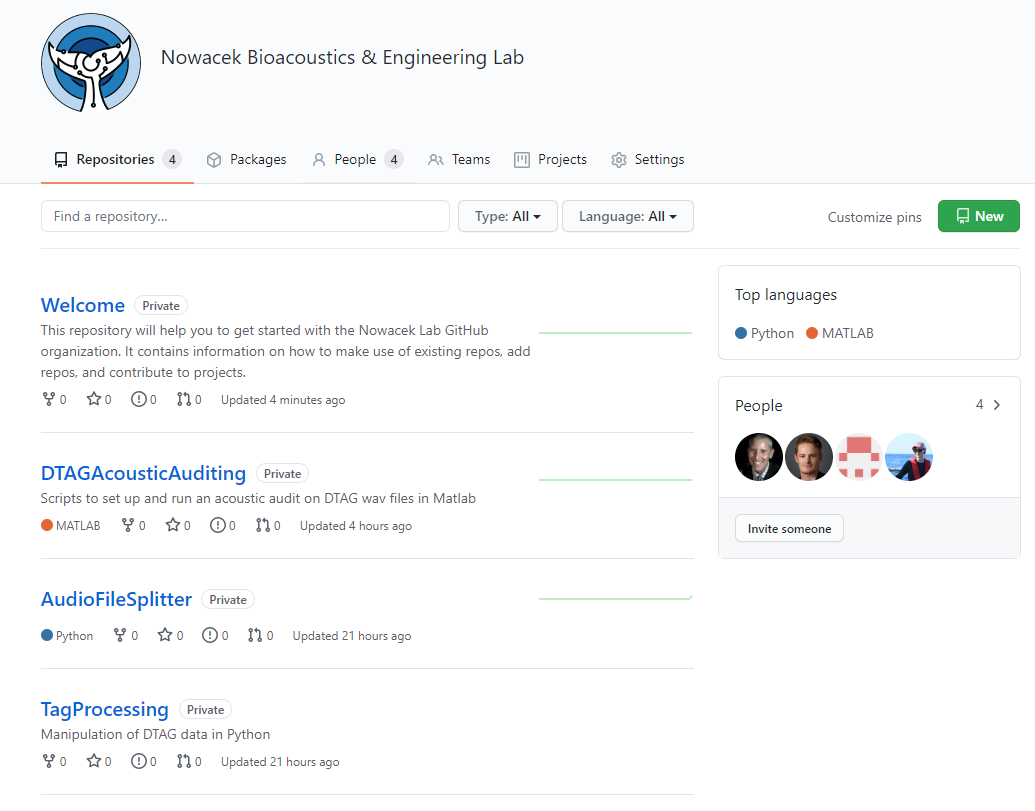 Nowacek Bioacoustics & Engineering Lab
Repositories 4 Packages People 4 Teams Projects Settings
Find a repository... Type: All Language: All Customize pins New
Welcome Private
This repository will help you to get started with the Nowacek Lab GitHub
organization. It contains information on how to make use of existing repos, add
repos, and contribute to projects.
0 0 0 0 Updated 4 minutes ago
DTAGAcousticAuditing Private
Scripts to set up and run an acoustic audit on DTAG wav files in Matlab
MATLAB 0 0 0 0 Updated 4 hours ago
AudioFileSplitter Private
Python 0 0 0 0 Updated 21 hours ago
TagProcessing Private
Manipulation of DTAG data in Python
0 0 0 0 Updated 21 hours ago
Top languages
Python MATLAB
People 4
Invite someone